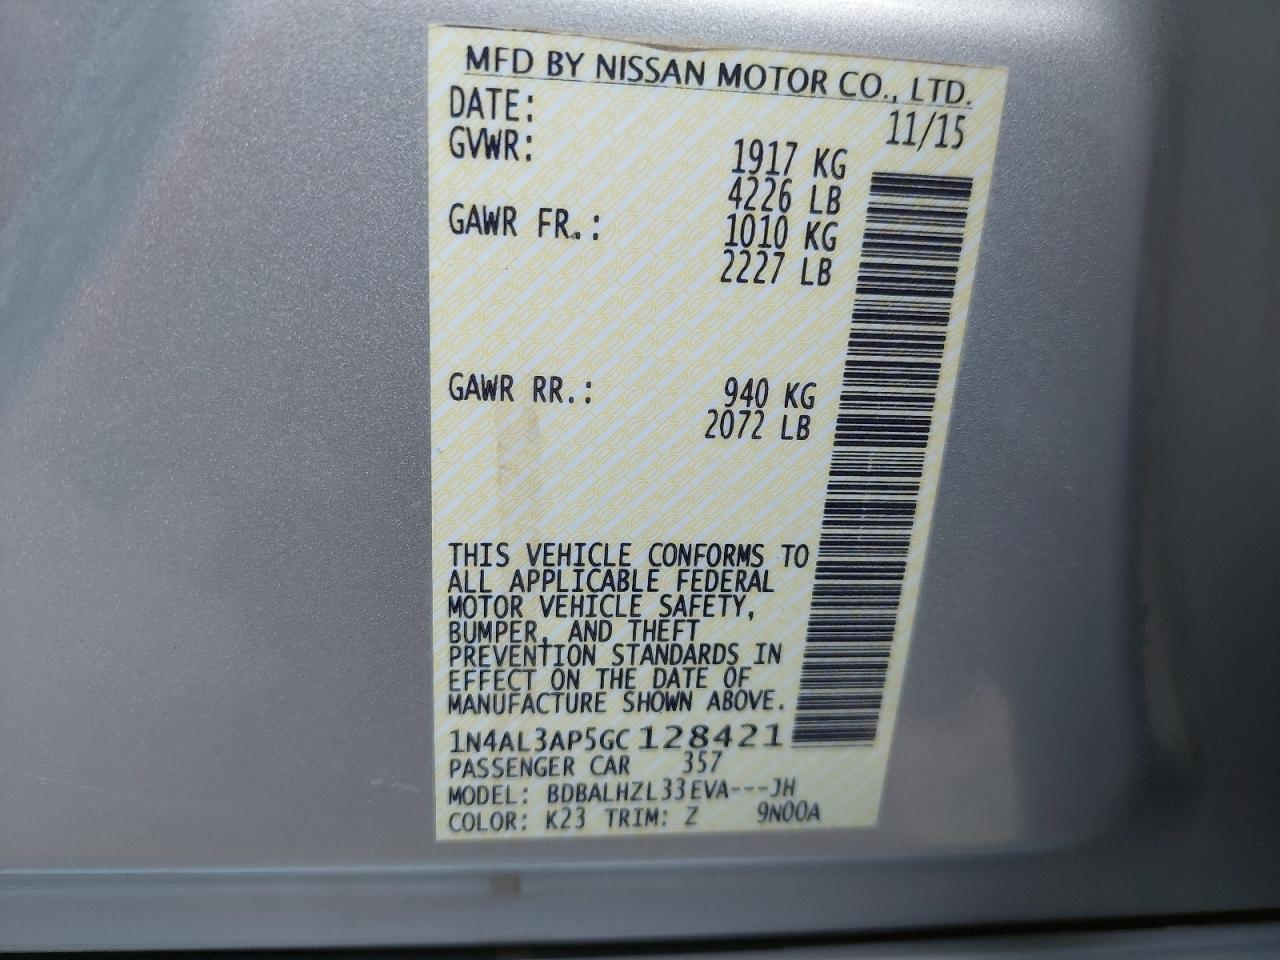 MFD BY NISSAN MOTOR CO., LTD.
DATE: 11/15
GVWR: 1917 KG
4226 LB
GAWR FR.: 1010 KG
2227 LB
GAWR RR.: 940 KG
2072 LB
THIS VEHICLE CONFORMS TO
ALL APPLICABLE FEDERAL
MOTOR VEHICLE SAFETY,
BUMPER, AND THEFT
PREVENTION STANDARDS IN
EFFECT ON THE DATE OF
MANUFACTURE SHOWN ABOVE.
1N4AL3AP5GC128421
PASSENGER CAR 357
MODEL: BDBALHZL33EVA---JH
COLOR: K23 TRIM: Z 9N00A